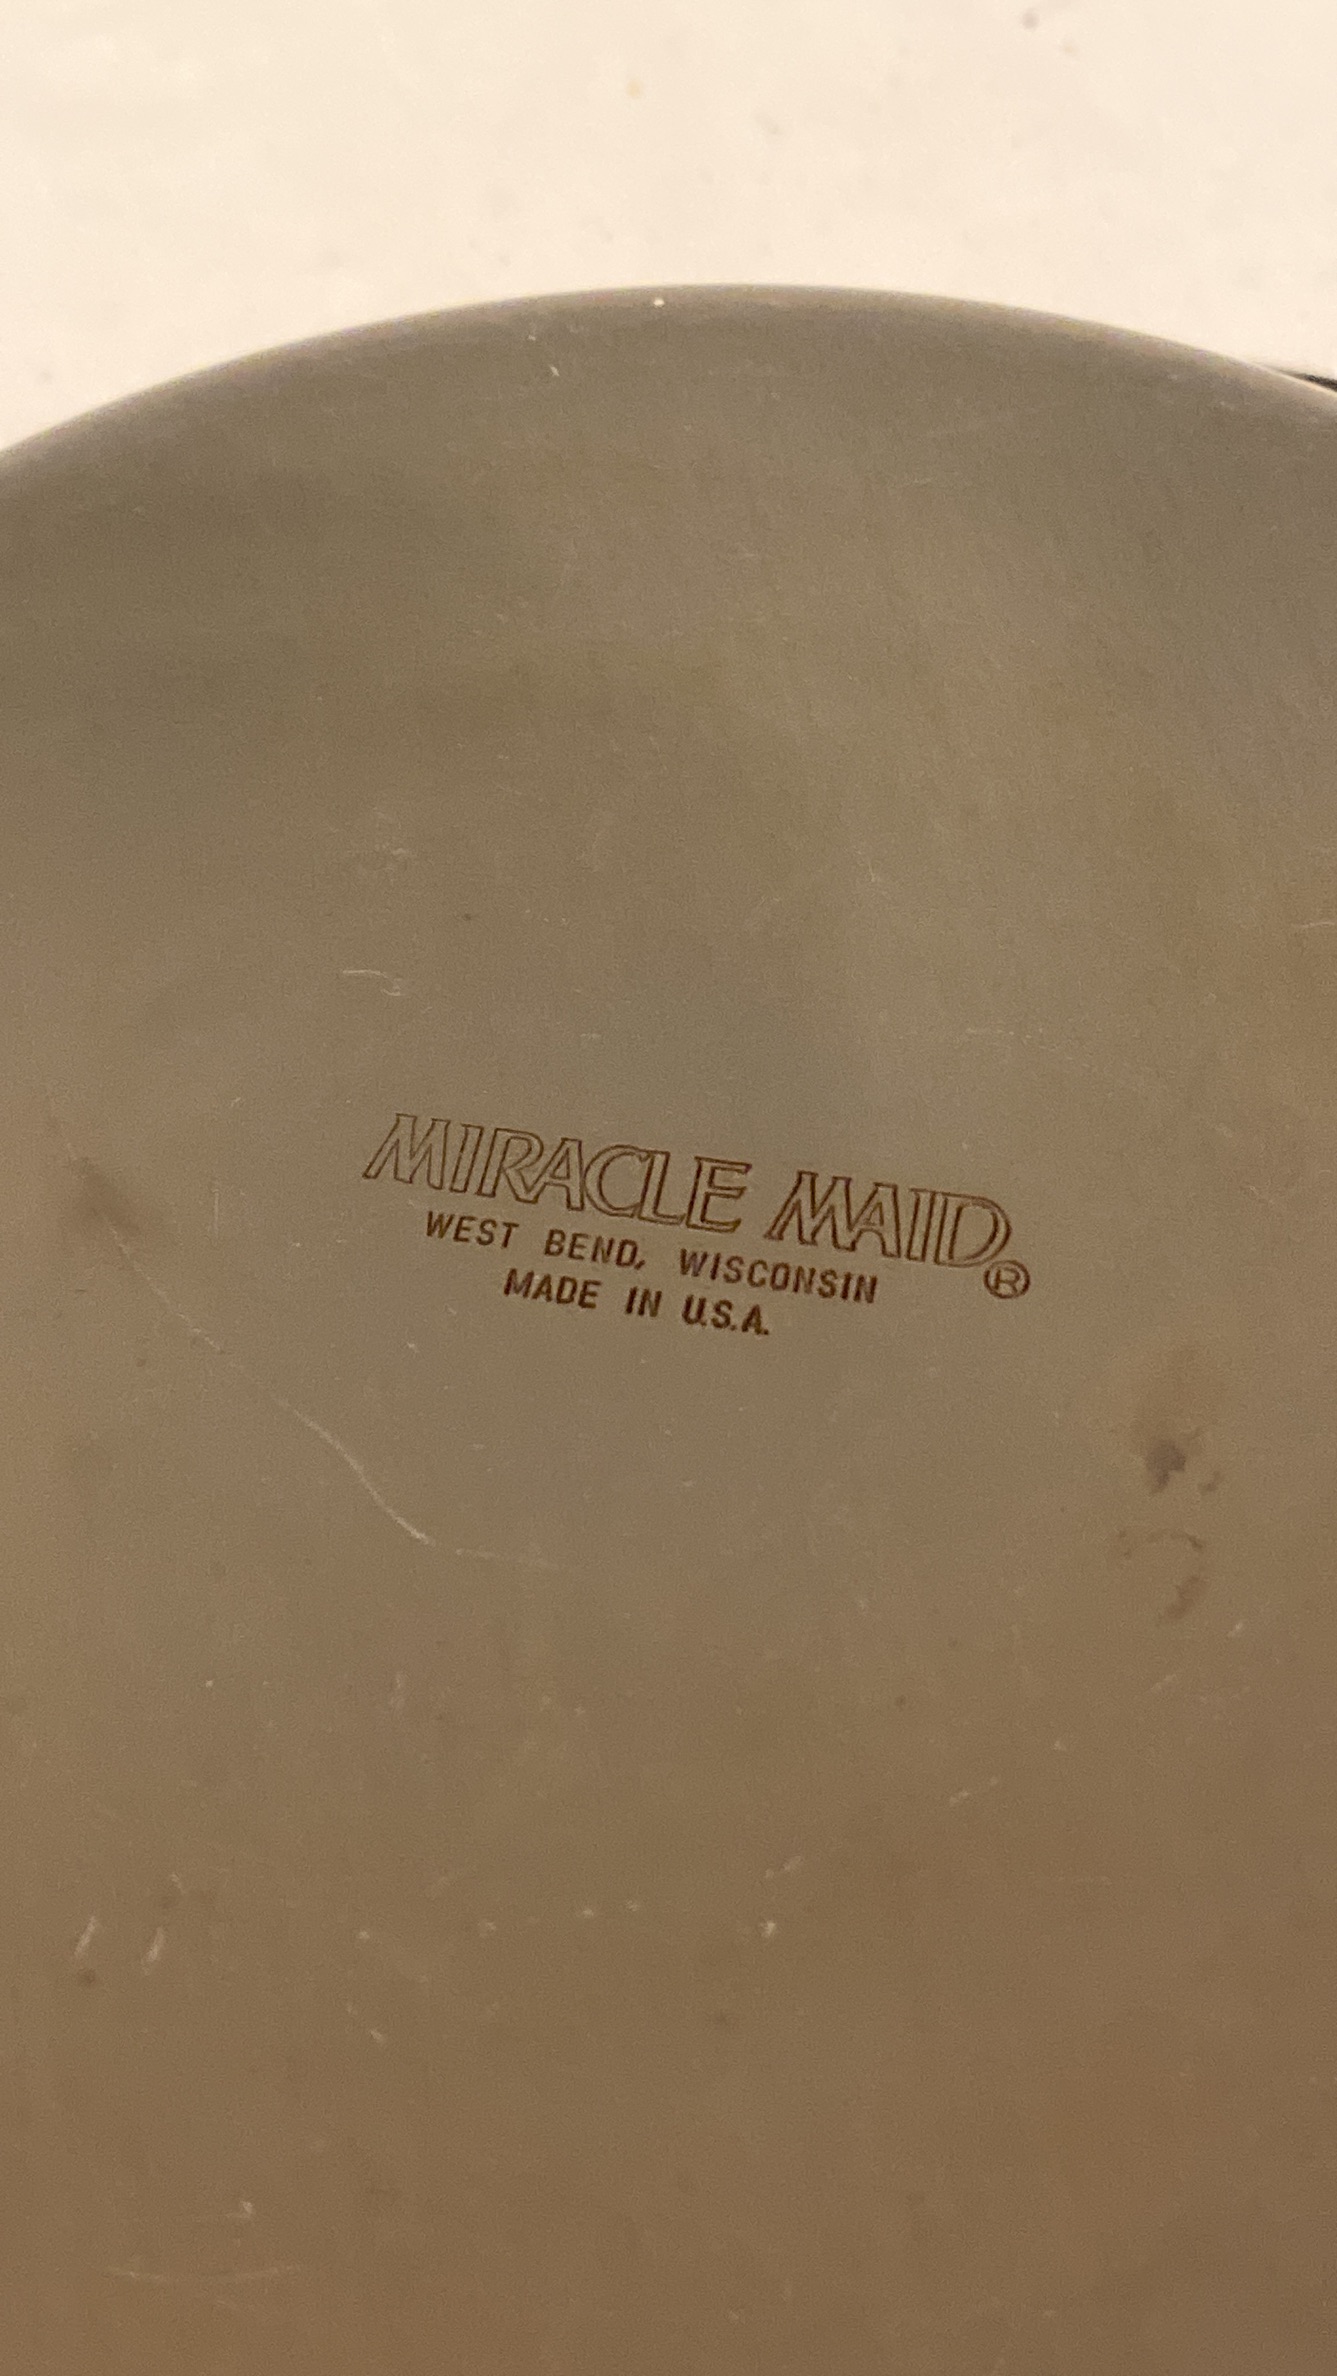 MIRACLE MAID®
WEST BEND, WISCONSIN
MADE IN U.S.A.